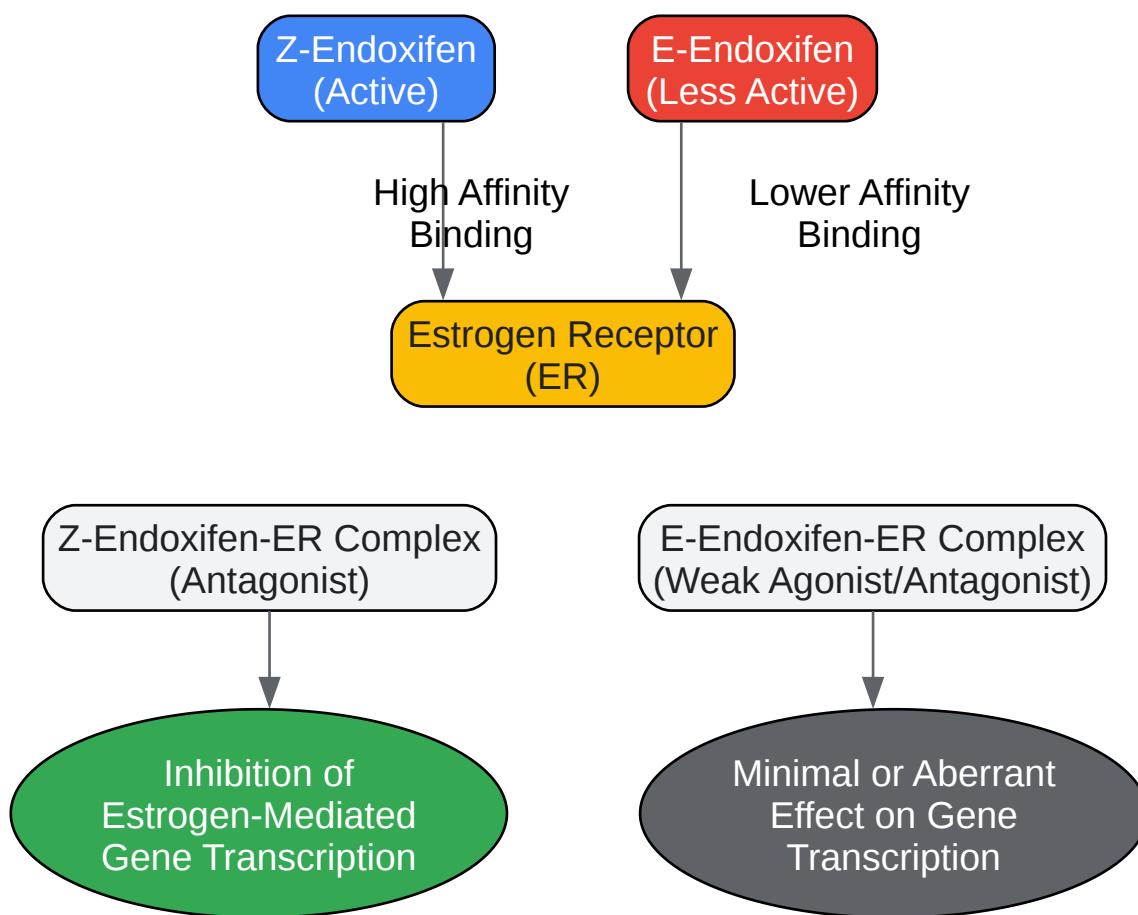 Z-Endoxifen
(Active)
E-Endoxifen
(Less Active)
High Affinity
Binding
Lower Affinity
Binding
Estrogen Receptor
(ER)
Z-Endoxifen-ER Complex
(Antagonist)
E-Endoxifen-ER Complex
(Weak Agonist/Antagonist)
Inhibition of
Estrogen-Mediated
Gene Transcription
Minimal or Aberrant
Effect on Gene
Transcription